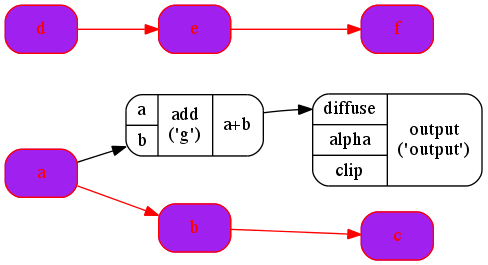 d
e
f
a
b
add
('g')
a+b
diffuse
alpha
clip
output
('output')
a
b
c